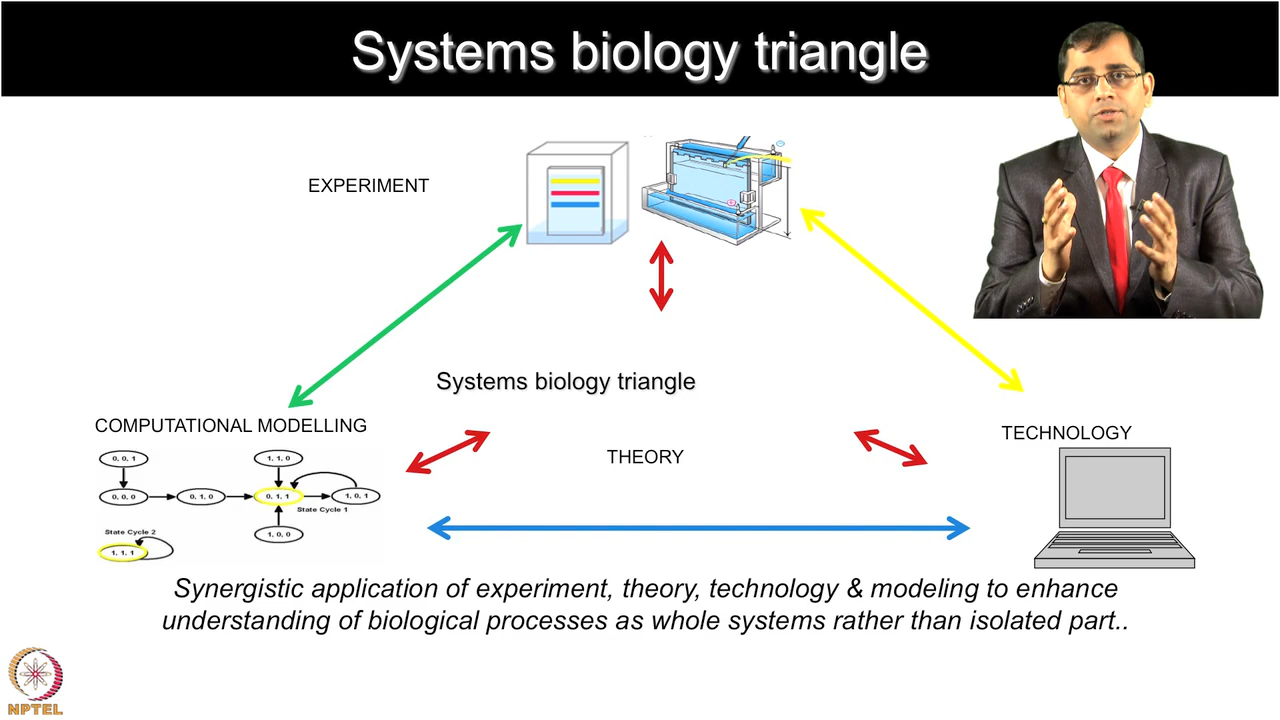 Systems biology triangle
EXPERIMENT
Systems biology triangle
COMPUTATIONAL MODELLING
TECHNOLOGY
THEORY
0, 0, 1
1, 1, 0
0, 0, 0
0, 1, 0
0, 1, 1
1, 0, 1
State Cycle 1
State Cycle 2
1, 0, 0
1, 1, 1
Synergistic application of experiment, theory, technology & modeling to enhance
understanding of biological processes as whole systems rather than isolated part..
NPTEL